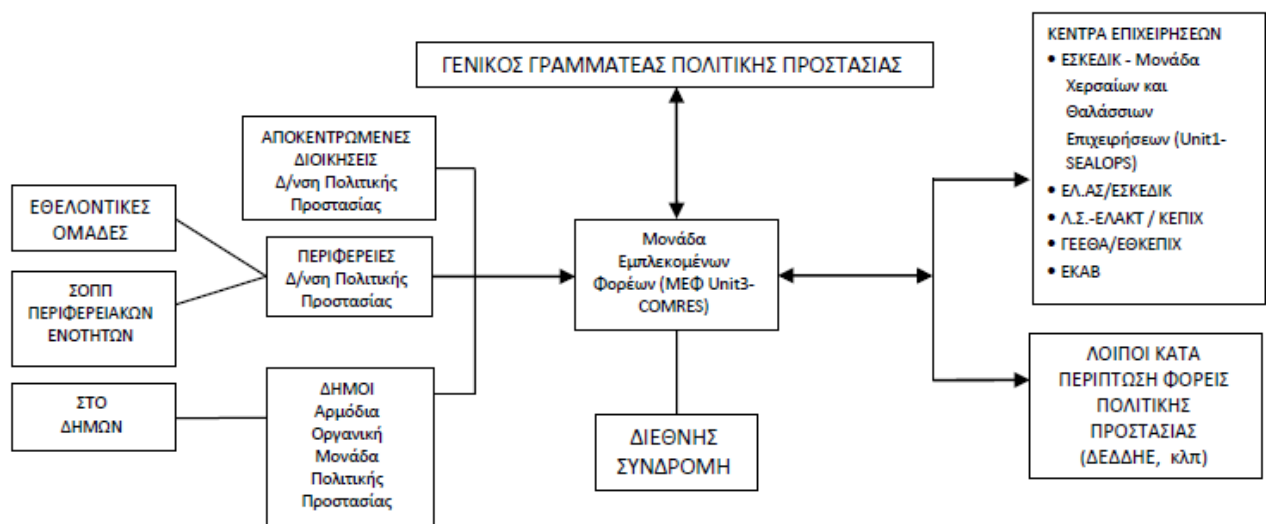 ΓΕΝΙΚΟΣ ΓΡΑΜΜΑΤΕΑΣ ΠΟΛΙΤΙΚΗΣ ΠΡΟΣΤΑΣΙΑΣ
ΑΠΟΚΕΝΤΡΩΜΕΝΕΣ
ΔΙΟΙΚΗΣΕΙΣ
Δ/νση Πολιτικής
Προστασίας
ΕΘΕΛΟΝΤΙΚΕΣ
ΟΜΑΔΕΣ
ΠΕΡΙΦΕΡΕΙΕΣ
Δ/νση Πολιτικής
Προστασίας
ΣΟΠΠ
ΠΕΡΙΦΕΡΕΙΑΚΩΝ
ΕΝΟΤΗΤΩΝ
ΣΤΟ
ΔΗΜΩΝ
ΔΗΜΟΙ
Αρμόδια
Οργανική
Μονάδα
Πολιτικής
Προστασίας
Μονάδα
Εμπλεκομένων
Φορέων (ΜΕΦ Unit3-
COMRES)
ΔΙΕΘΝΗΣ
ΣΥΝΔΡΟΜΗ
ΚΕΝΤΡΑ ΕΠΙΧΕΙΡΗΣΕΩΝ
• ΕΣΚΕΔΙΚ - Μονάδα
Χερσαίων και
Θαλάσσιων
Επιχειρήσεων (Unit1-
SEALOPS)
• ΕΛ.ΑΣ/ΕΣΚΕΔΙΚ
• Λ.Σ.-ΕΛΑΚΤ / ΚΕΠΙΧ
• ΓΕΕΘΑ/ΕΘΚΕΠΙΧ
• ΕΚΑΒ
ΛΟΙΠΟΙ ΚΑΤΑ
ΠΕΡΙΠΤΩΣΗ ΦΟΡΕΙΣ
ΠΟΛΙΤΙΚΗΣ
ΠΡΟΣΤΑΣΙΑΣ
(ΔΕΔΔΗΕ, κλπ)